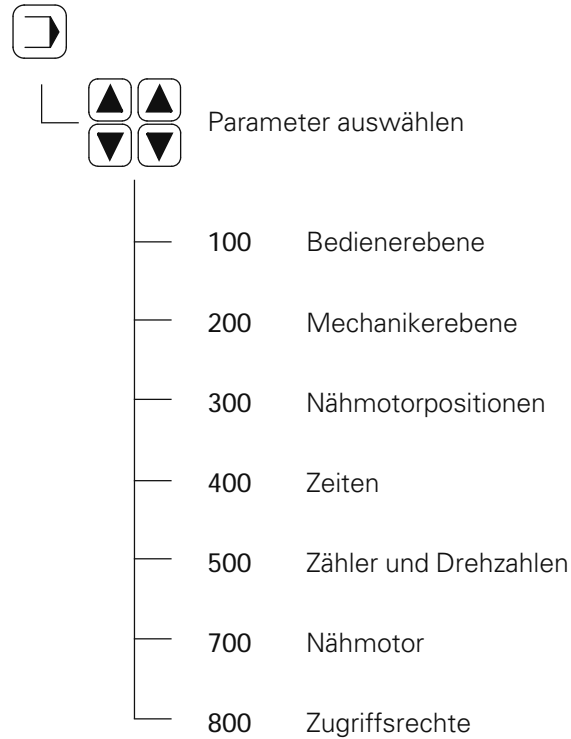 Parameter auswählen
100 Bedienerebene
200 Mechanikerebene
300 Nähmotorpositionen
400 Zeiten
500 Zähler und Drehzahlen
700 Nähmotor
800 Zugriffsrechte